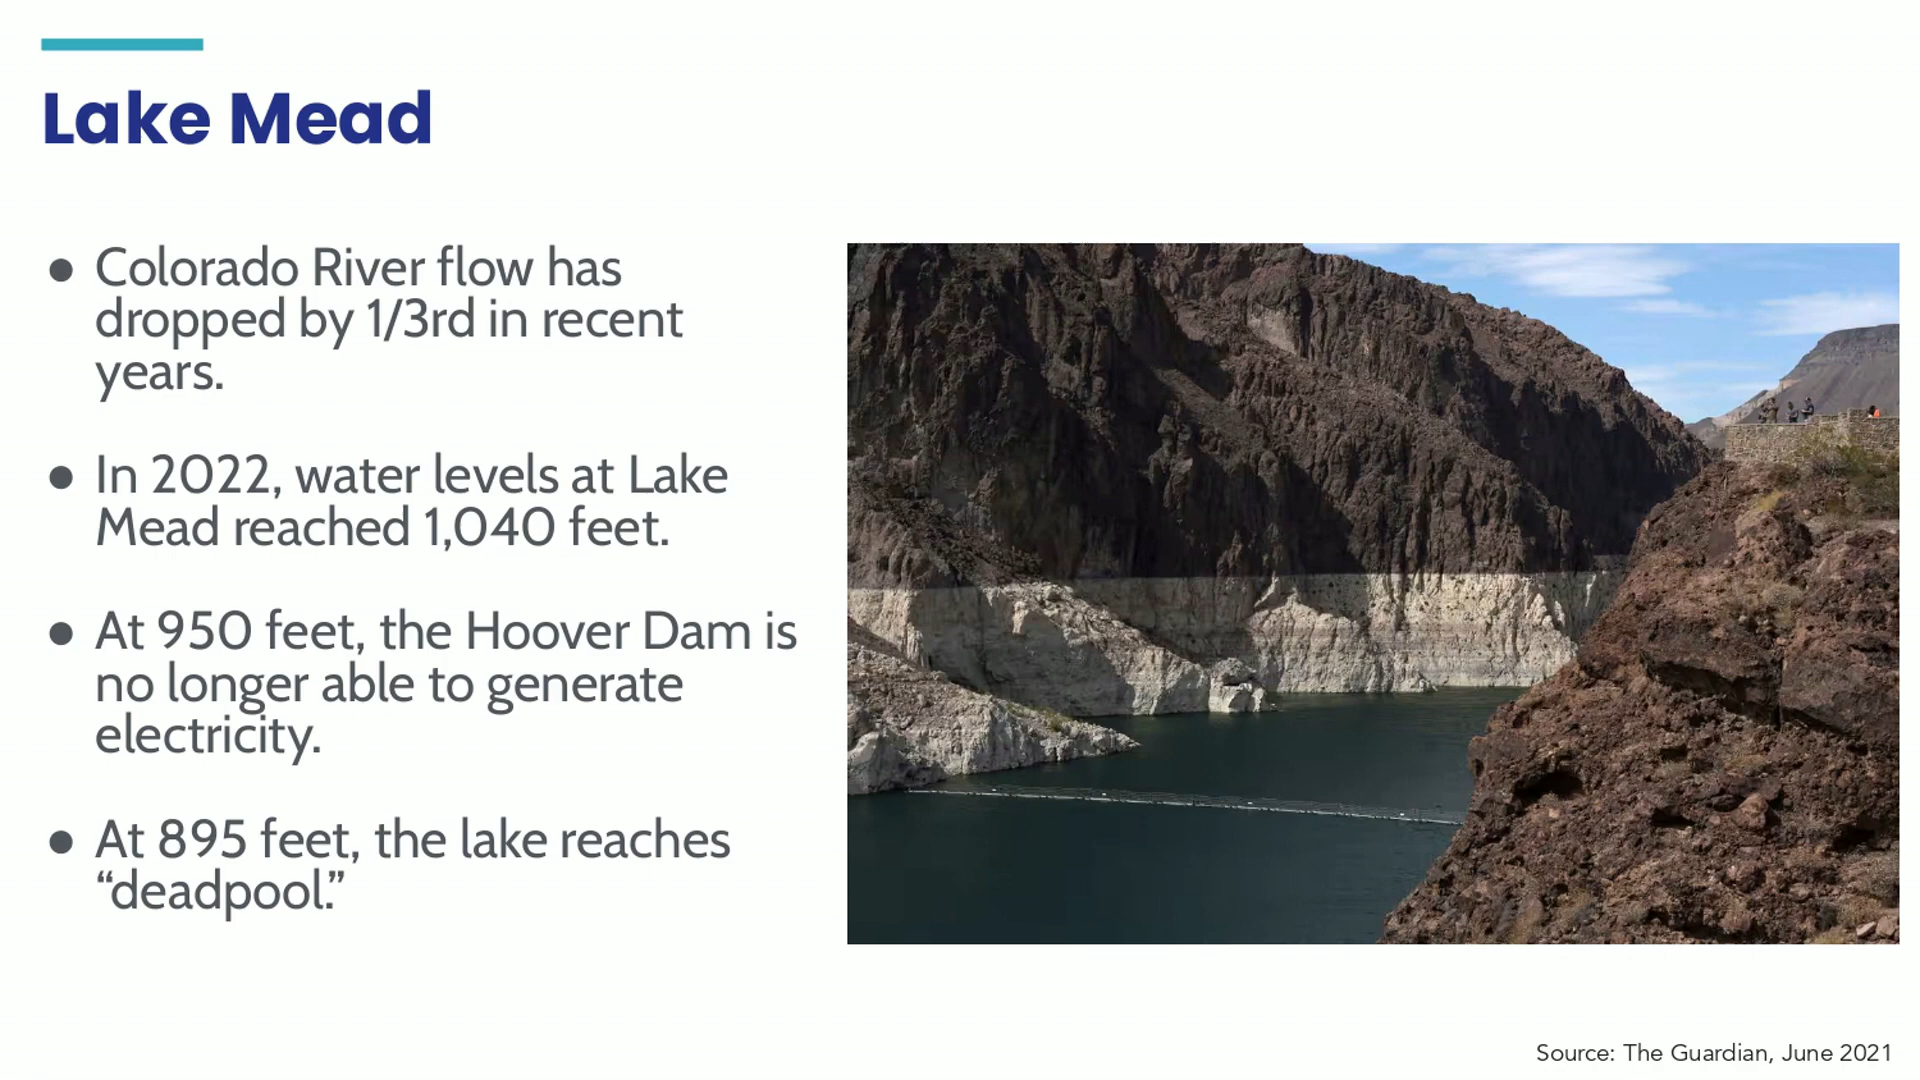 Lake Mead
● Colorado River flow has
dropped by 1/3rd in recent
years.
● In 2022, water levels at Lake
Mead reached 1,040 feet.
● At 950 feet, the Hoover Dam is
no longer able to generate
electricity.
● At 895 feet, the lake reaches
“deadpool.”
Source: The Guardian, June 2021